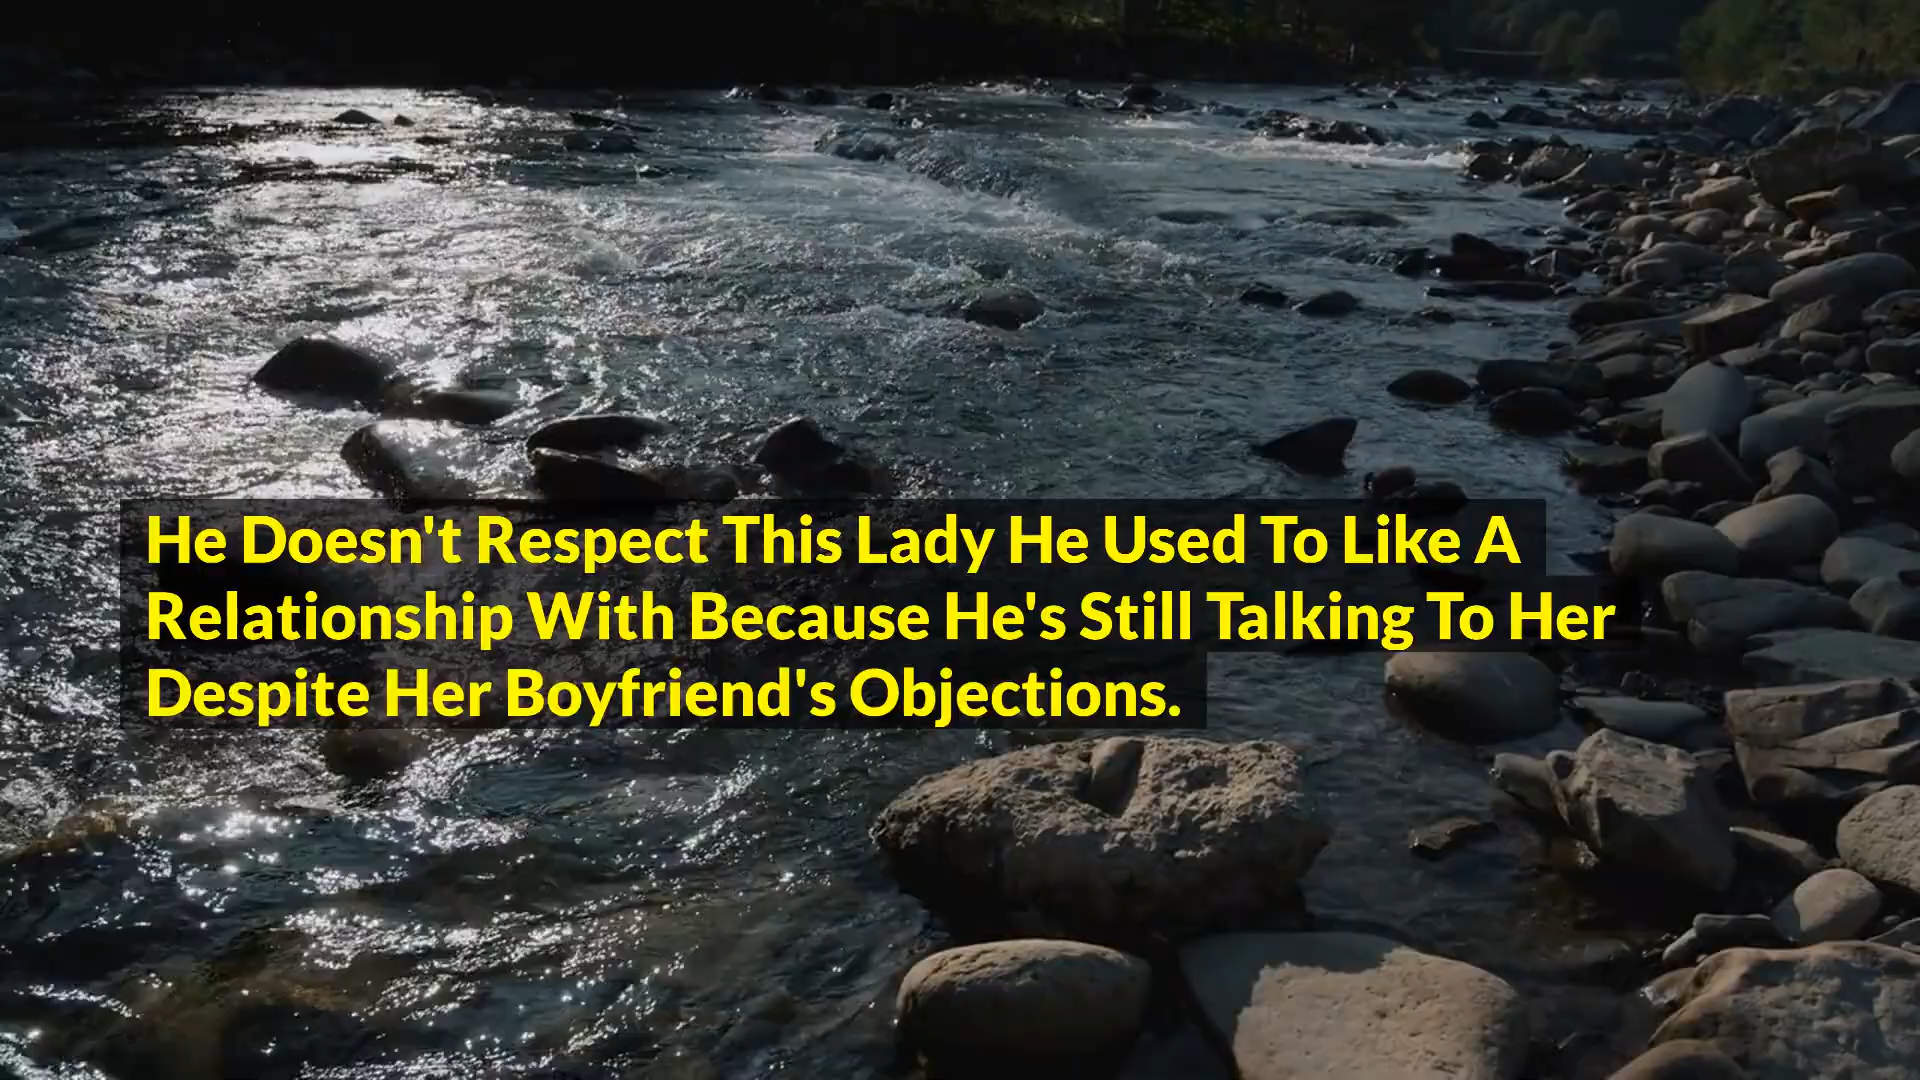 He Doesn't Respect This Lady He Used To Like A
Relationship With Because He's Still Talking To Her
Despite Her Boyfriend's Objections.